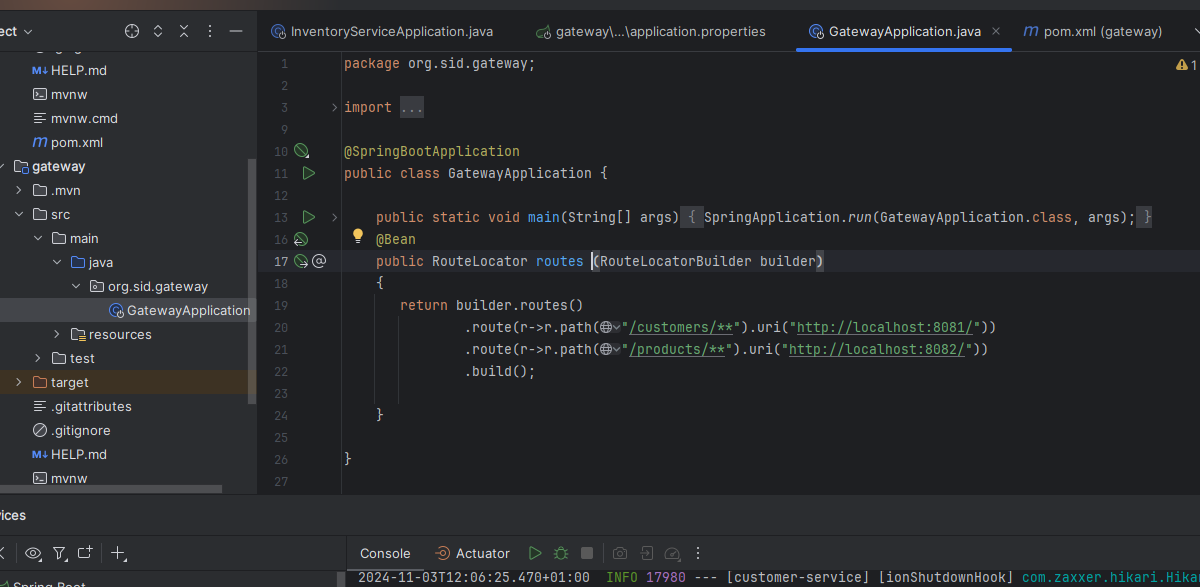 ect
InventoryServiceApplication.java
gateway\...\application.properties
GatewayApplication.java
pom.xml (gateway)
HELP.md
mvnw
mvnw.cmd
pom.xml
gateway
.mvn
src
main
java
org.sid.gateway
GatewayApplication
resources
test
target
.gitattributes
.gitignore
HELP.md
mvnw
1 package org.sid.gateway;
1
2
3 import ...
9
10 @SpringBootApplication
11 public class GatewayApplication {
12
13 public static void main(String[] args) { SpringApplication.run(GatewayApplication.class, args); }
16 @Bean
17 public RouteLocator routes (RouteLocatorBuilder builder)
18 {
19 return builder.routes()
20 .route(r->r.path("/customers/**").uri("http://localhost:8081/"))
21 .route(r->r.path("/products/**").uri("http://localhost:8082/"))
22 .build();
23
24 }
25
26 }
27
ices
Console
Actuator
Spring Boot
2024-11-03T12:06:25.470+01:00 INFO 17980 --- [customer-service] [ionShutdownHook] com.zaxxer.hikari.Hika